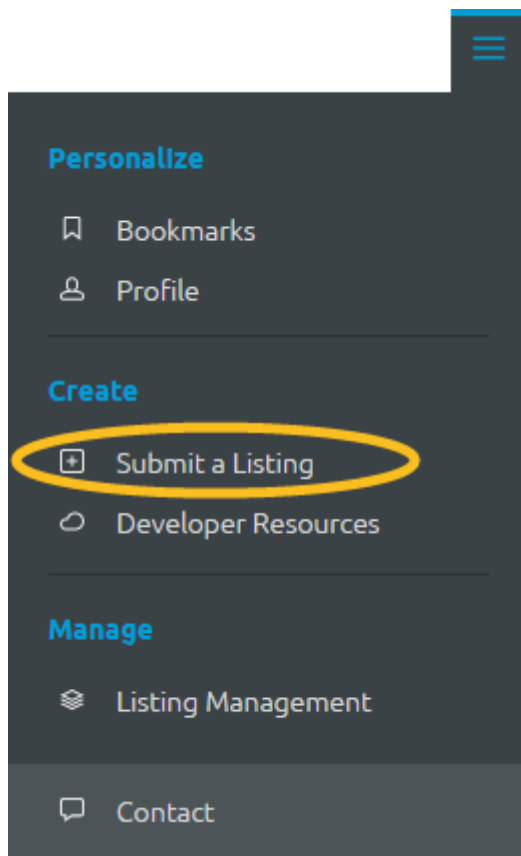 Personalize
Bookmarks
Profile
Create
Submit a Listing
Developer Resources
Manage
Listing Management
Contact